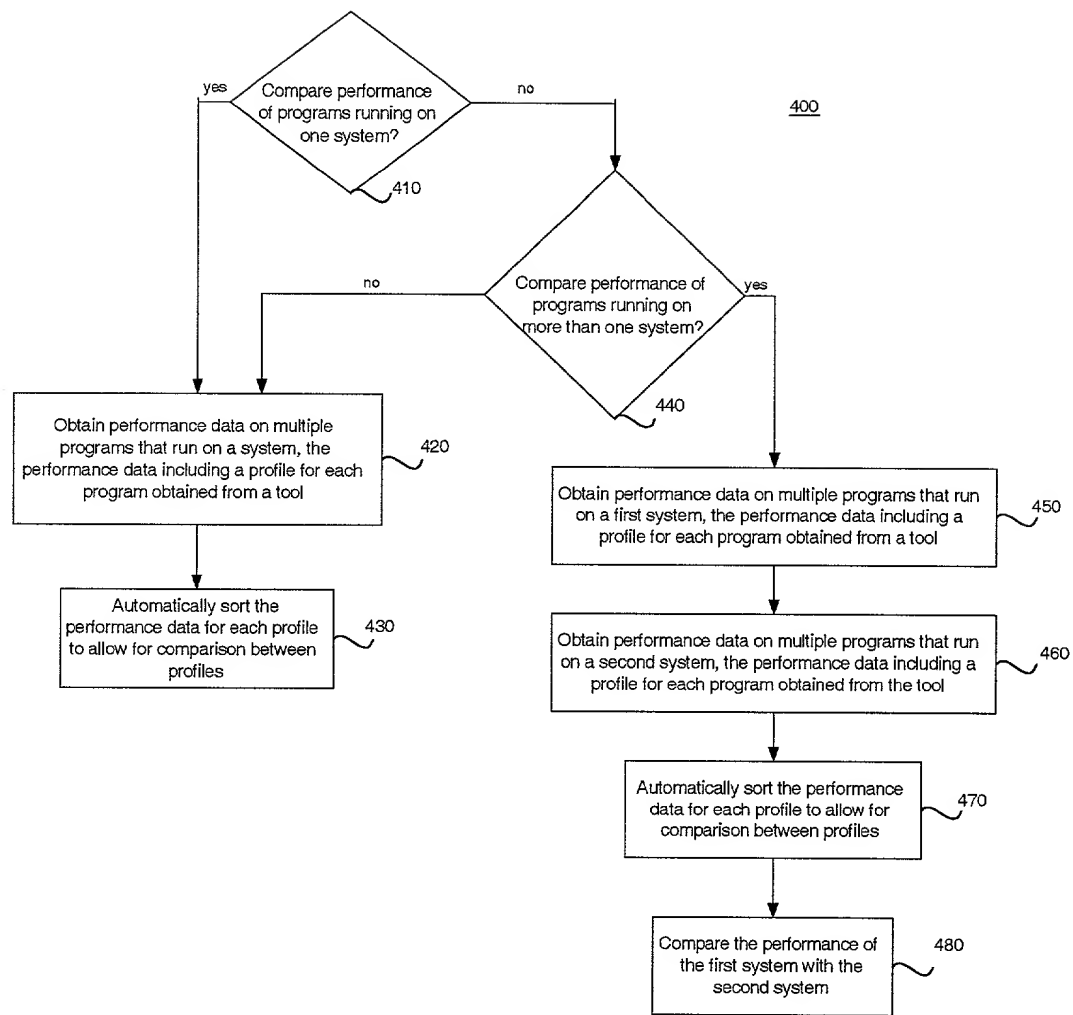 yes
Compare performance
of programs running on
one system?
no
400
410
no
Compare performance of
programs running on
more than one system?
yes
440
Obtain performance data on multiple
programs that run on a system, the
performance data including a profile for each
program obtained from a tool
420
Obtain performance data on multiple programs that run
on a first system, the performance data including a
profile for each program obtained from a tool
450
Automatically sort the
performance data for each profile
to allow for comparison between
profiles
430
Obtain performance data on multiple programs that run
on a second system, the performance data including a
profile for each program obtained from the tool
460
Automatically sort the performance
data for each profile to allow for
comparison between profiles
470
Compare the performance of
the first system with the
second system
480